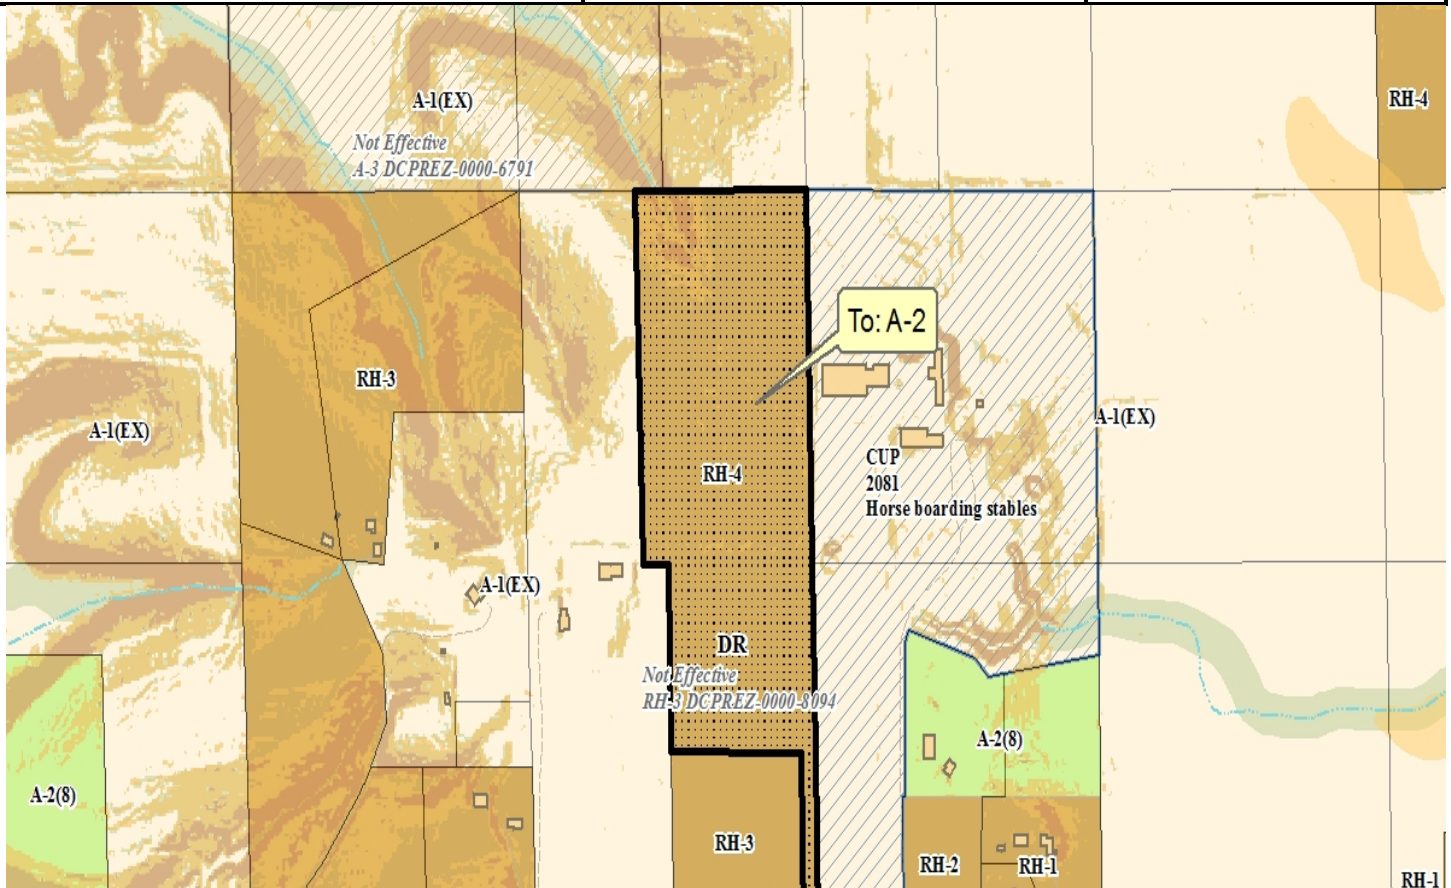 RH-4
A-1(EX)
Not Effective
A-3 DCPREZ-0000-6791
To: A-2
RH-3
A-1(EX)
A-1(EX)
RH-4
CUP
2081
Horse boarding stables
A-1(EX)
DR
Not Effective
RH-3 DCPREZ-0000-8094
A-2(8)
A-2(8)
RH-3
RH-2
RH-1
RH-1